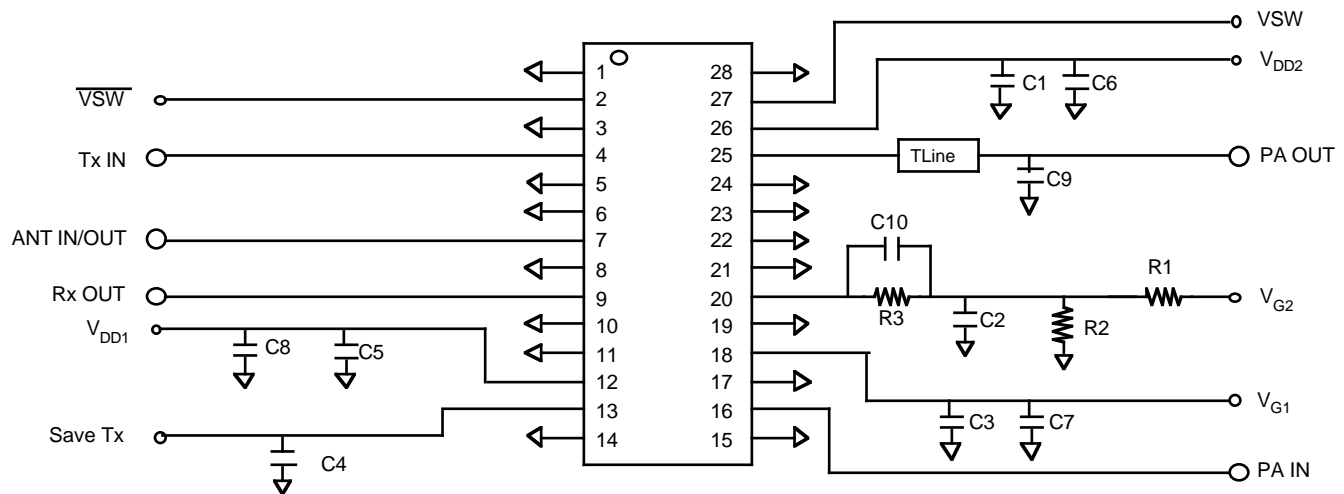 VSW
1 28
V_DD2
C1 C6
VSW
2 27
3 26
Tx IN
4 25
TLine
PA OUT
C9
5 24
6 23
C10
ANT IN/OUT
7 22
8 21
R1
Rx OUT
9 20
V_G2
R3 C2 R2
V_DD1
10 19
C8 C5
11 18
12 17
V_G1
13 16
C3 C7
Save Tx
14 15
C4
PA IN